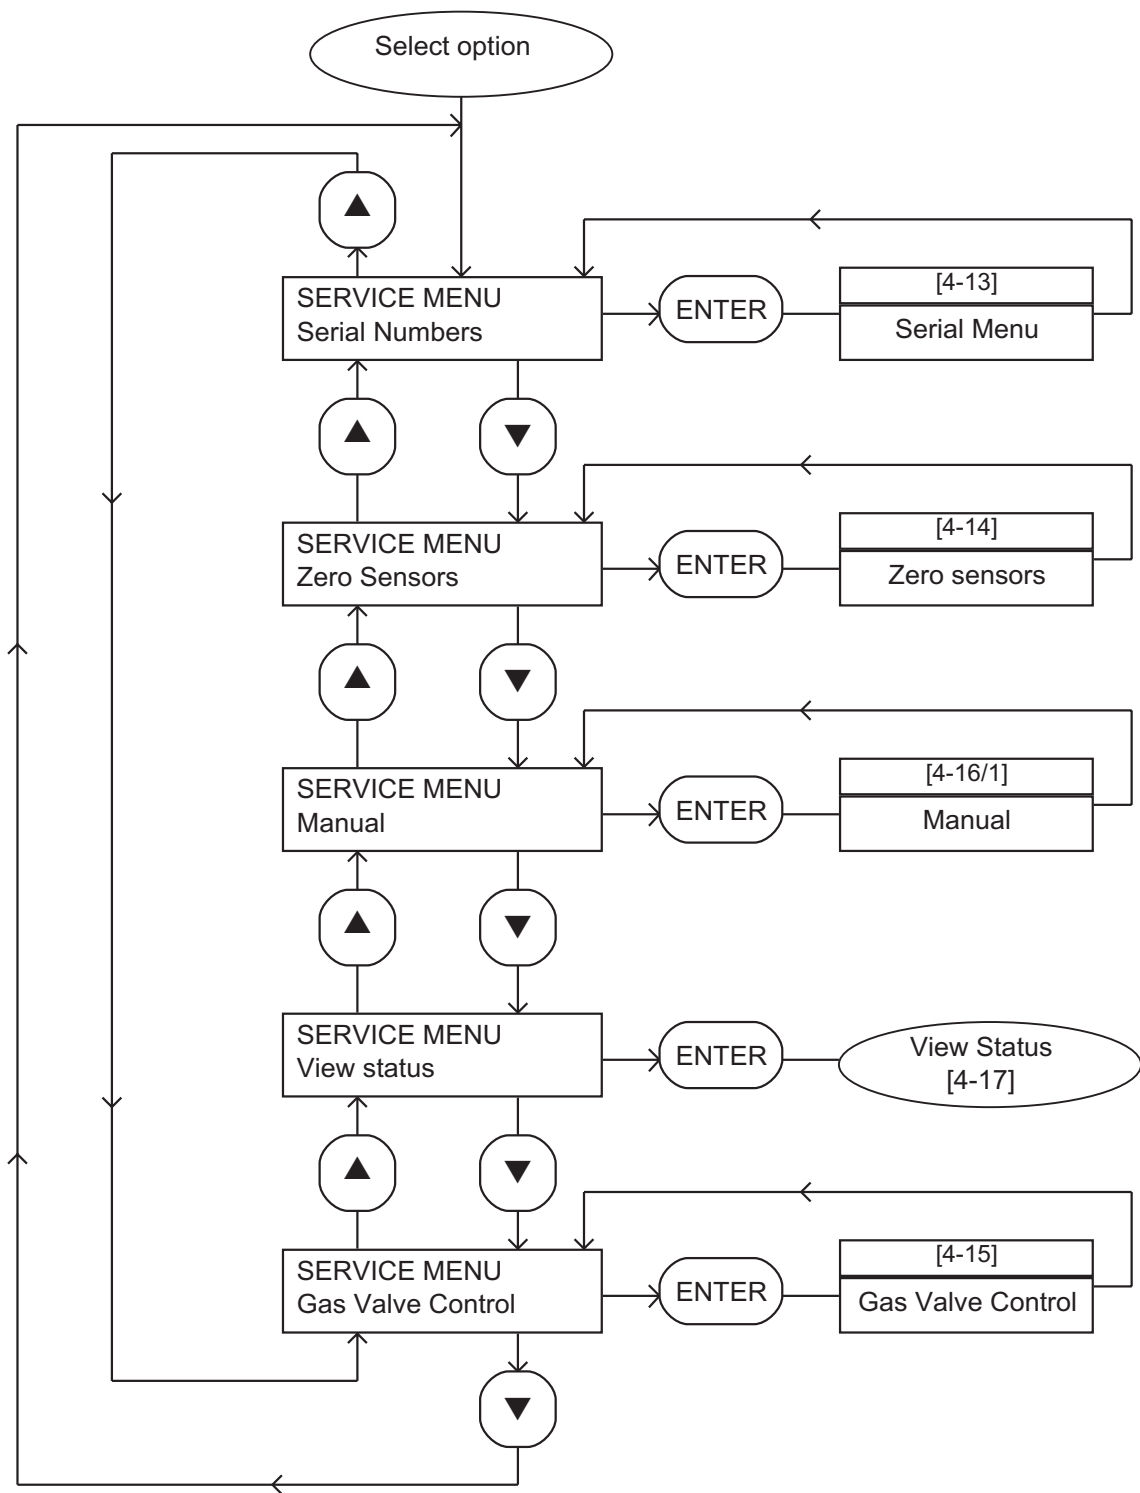 Select option
▲
SERVICE MENU
Serial Numbers
ENTER
[4-13]
Serial Menu
▲
▼
SERVICE MENU
Zero Sensors
ENTER
[4-14]
Zero sensors
▲
▼
SERVICE MENU
Manual
ENTER
[4-16/1]
Manual
▲
▼
SERVICE MENU
View status
ENTER
View Status
[4-17]
▲
▼
SERVICE MENU
Gas Valve Control
ENTER
[4-15]
Gas Valve Control
▼